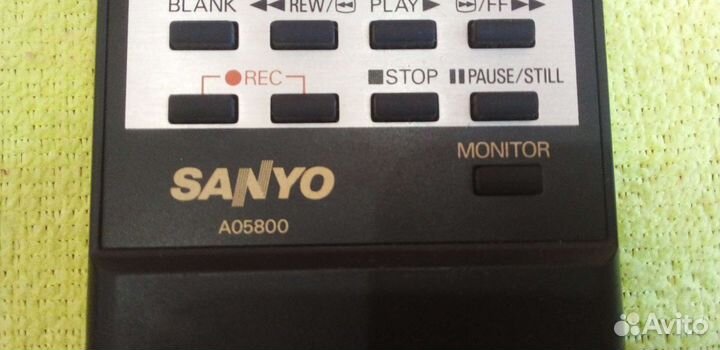 BLANK ◀◀ REW/⏪ PLAY▶ ⏩/FF▶▶
●REC ■STOP ❚❚PAUSE/STILL
MONITOR
SANYO
A05800
Avito